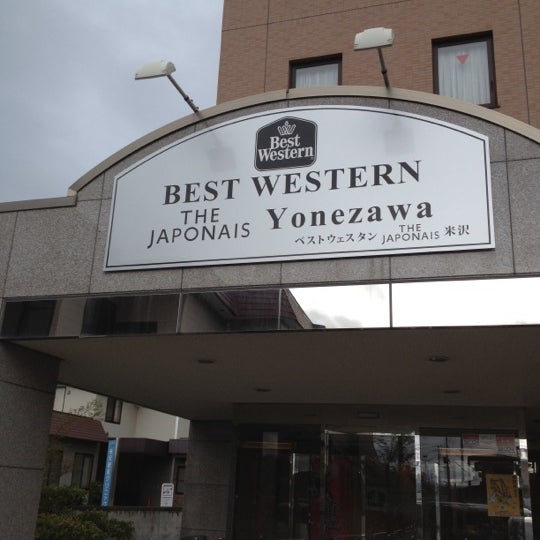 Best
Western
BEST WESTERN
THE JAPONAIS Yonezawa
ベストウェスタン THE JAPONAIS 米沢